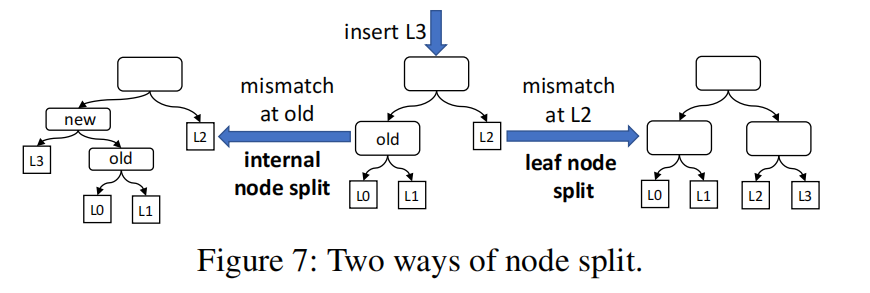 insert L3
mismatch
at old
internal
node split
mismatch
at L2
leaf node
split
new
L3
old
L0
L1
L2
old
L2
L0
L1
L0
L1
L2
L3
Figure 7: Two ways of node split.